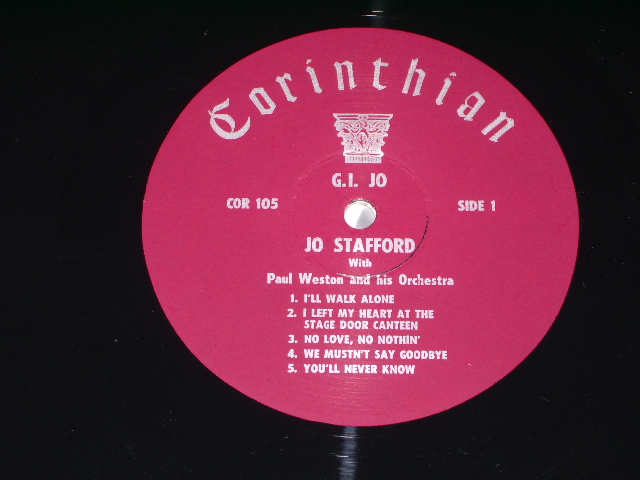 Corinthian
G.I. JO
COR 105
SIDE 1
JO STAFFORD
With
Paul Weston and his Orchestra
1. I'LL WALK ALONE
2. I LEFT MY HEART AT THE
STAGE DOOR CANTEEN
3. NO LOVE, NO NOTHIN'
4. WE MUSTN'T SAY GOODBYE
5. YOU'LL NEVER KNOW